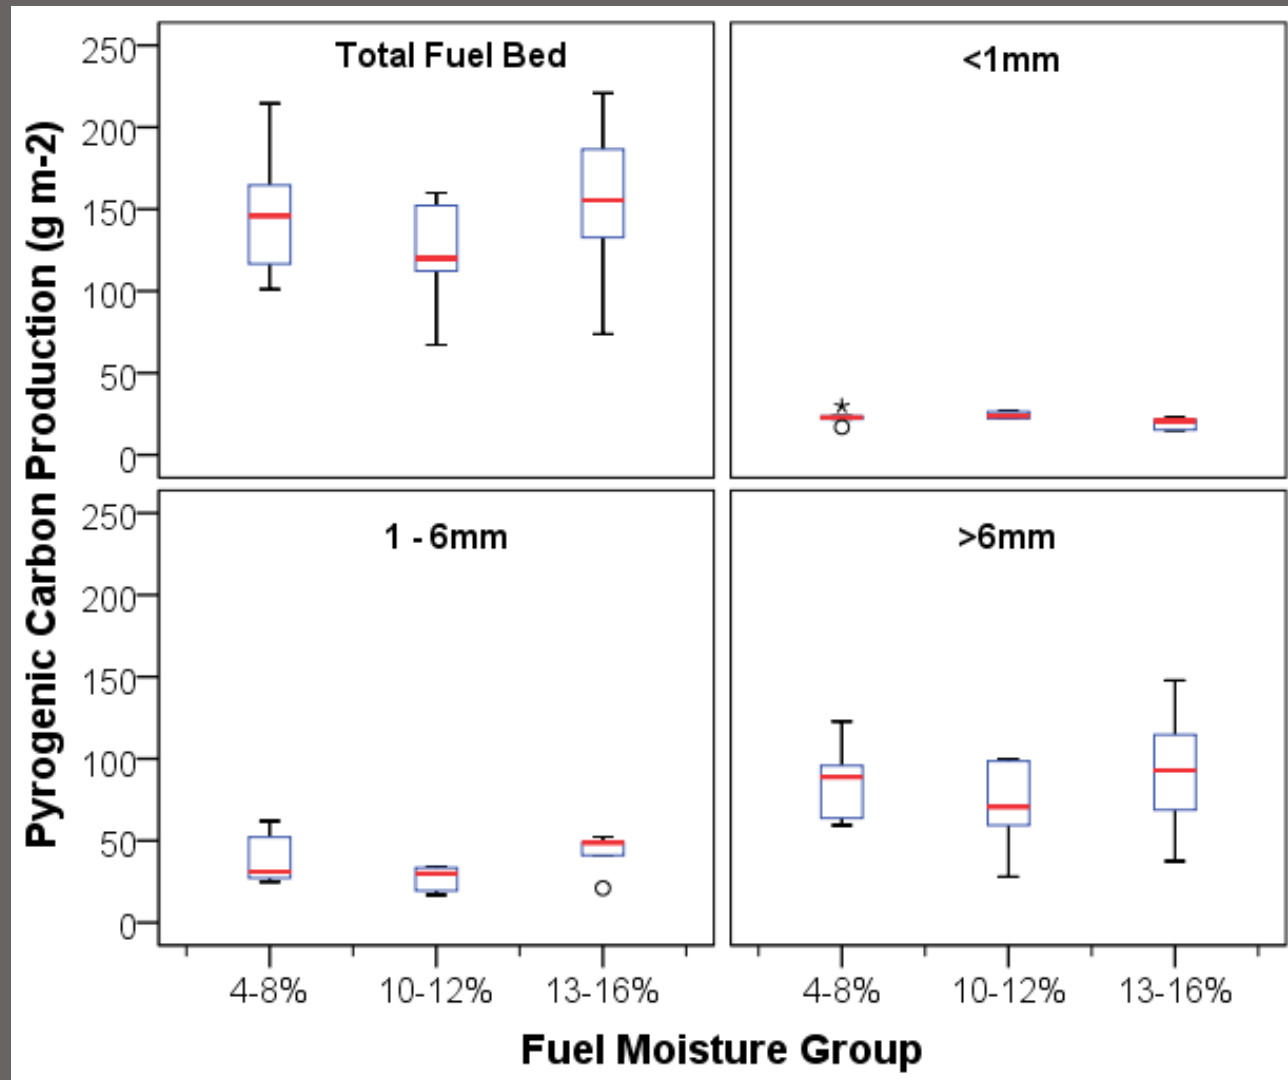 Pyrogenic Carbon Production (g m-2)
Total Fuel Bed
250
200
150
100
50
0
<1mm
1 - 6mm
250
200
150
100
50
0
>6mm
4-8% 10-12% 13-16%
4-8% 10-12% 13-16%
Fuel Moisture Group